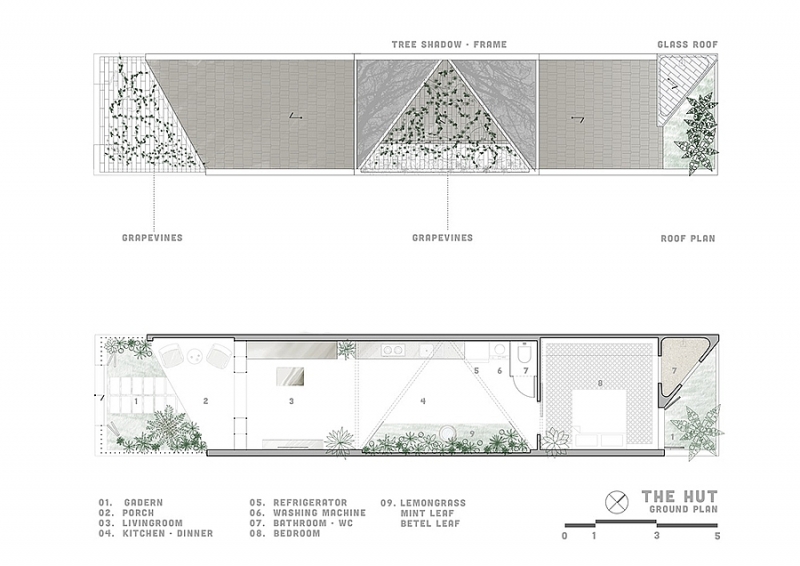 TREE SHADOW - FRAME
GLASS ROOF
GRAPEVINES
GRAPEVINES
ROOF PLAN
1
2
3
4
5
6
7
8
7
9
1
01. GADERN
02. PORCH
03. LIVINGROOM
04. KITCHEN - DINNER
05. REFRIGERATOR
06. WASHING MACHINE
07. BATHROOM - WC
08. BEDROOM
09. LEMONGRASS
MINT LEAF
BETEL LEAF
THE HUT
GROUND PLAN
0 1 3 5